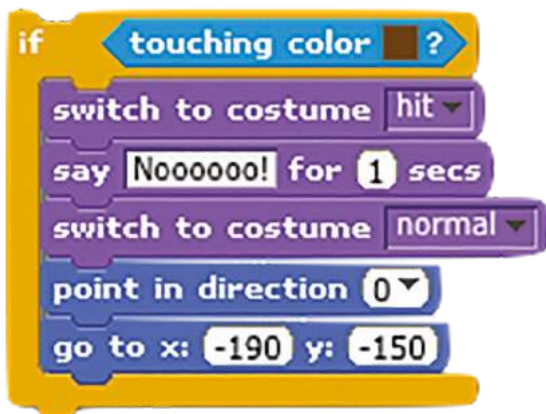 if touching color ?
switch to costume hit
say Noooooo! for 1 secs
switch to costume normal
point in direction 0
go to x: -190 y: -150